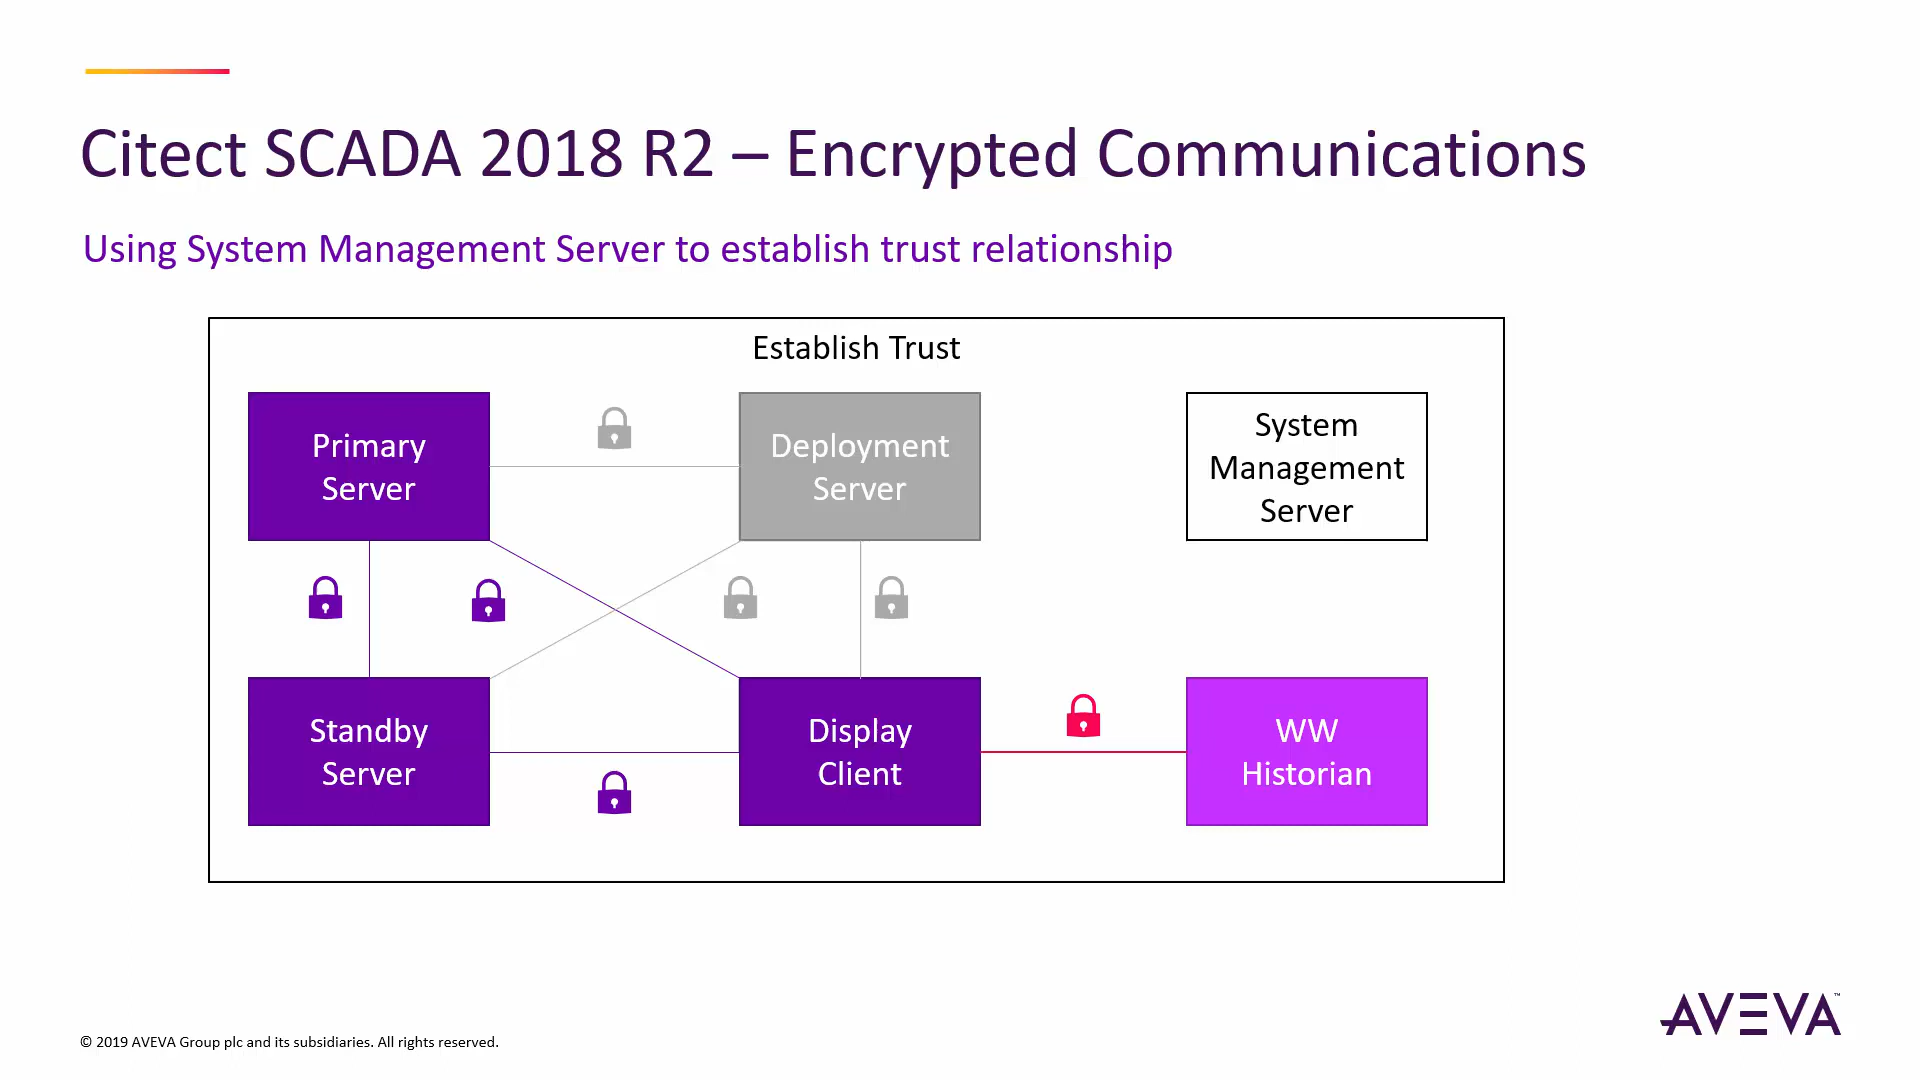 Citect SCADA 2018 R2 – Encrypted Communications
Using System Management Server to establish trust relationship
Establish Trust
Primary
Server
Deployment
Server
System
Management
Server
Standby
Server
Display
Client
WW
Historian
© 2019 AVEVA Group plc and its subsidiaries. All rights reserved.
AVEVA™